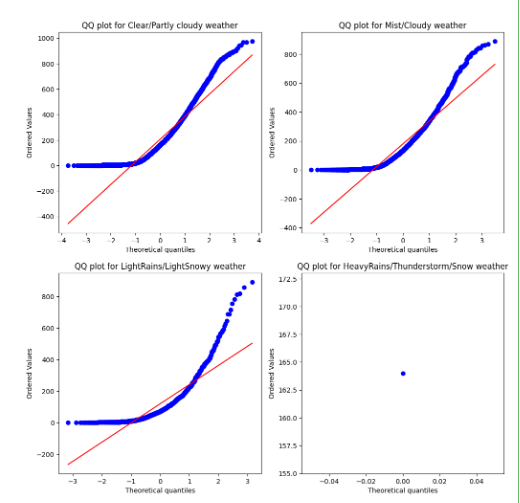 QQ plot for Clear/Partly cloudy weather
1000
800
600
400
200
0
−200
−400
Ordered Values
−4 −3 −2 −1 0 1 2 3 4
Theoretical quantiles
QQ plot for Mist/Cloudy weather
800
600
400
200
0
−200
−400
Ordered Values
−3 −2 −1 0 1 2 3
Theoretical quantiles
QQ plot for LightRains/LightSnowy weather
800
600
400
200
0
−200
Ordered Values
−3 −2 −1 0 1 2 3
Theoretical quantiles
QQ plot for HeavyRains/Thunderstorm/Snow weather
172.5
170.0
167.5
165.0
162.5
160.0
157.5
155.0
Ordered Values
−0.04 −0.02 0.00 0.02 0.04
Theoretical quantiles